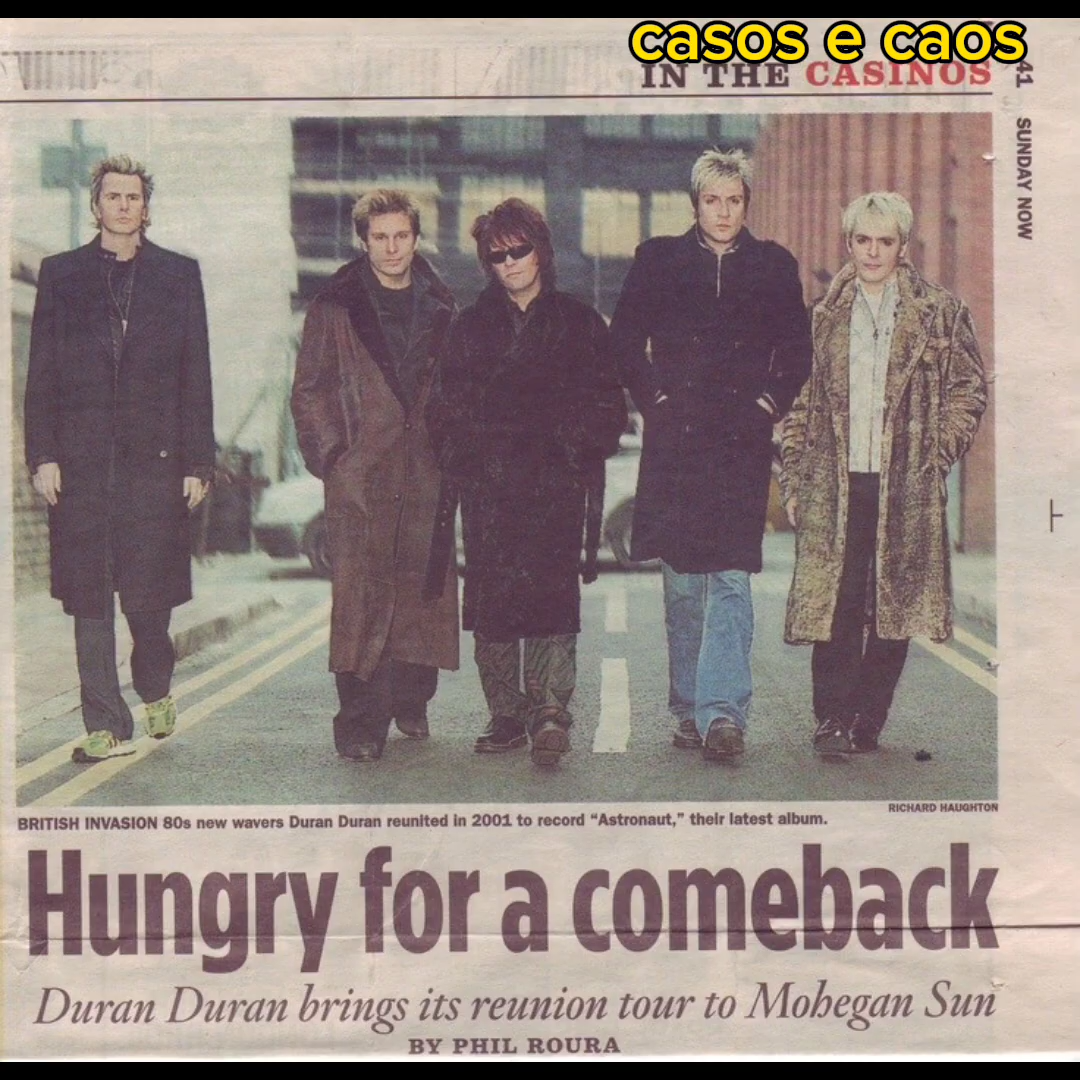 casos e caos
IN THE CASINOS
41
SUNDAY NOW
RICHARD HAUGHTON
BRITISH INVASION 80s new wavers Duran Duran reunited in 2001 to record “Astronaut,” their latest album.
Hungry for a comeback
Duran Duran brings its reunion tour to Mohegan Sun
BY PHIL ROURA